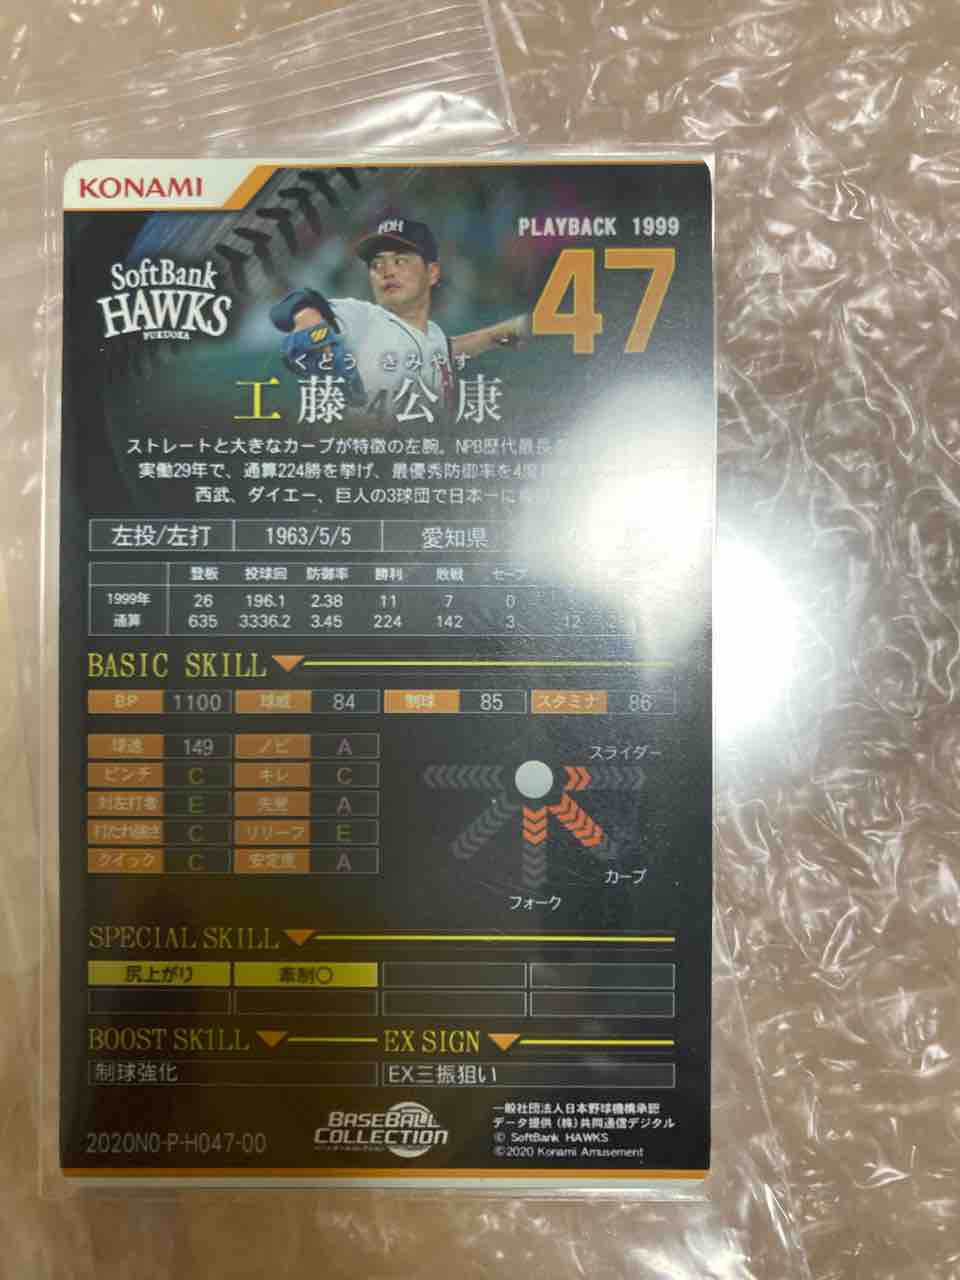 KONAMI
PLAYBACK 1999
47
SoftBank
HAWKS
FUKUOKA
FDH
くどう きみやす
工藤 公康
ストレートと大きなカーブが特徴の左腕。NPB歴代最長
実働29年で、通算224勝を挙げ、最優秀防御率を4度
西武、ダイエー、巨人の3球団で日本一に
左投/左打 1963/5/5 愛知県
登板 投球回 防御率 勝利 敗戦 セーブ
1999年 26 196.1 2.38 11 7 0
通算 635 3336.2 3.45 224 142 3 12
BASIC SKILL
BP 1100 球威 84 制球 85 スタミナ 86
球速 149 ノビ A
ピンチ C キレ C
対左打者 E 失投 A
打たれ強さ C リリーフ E
クイック C 安定度 A
スライダー
カーブ
フォーク
SPECIAL SKILL
尻上がり 牽制○
BOOST SKILL EX SIGN
制球強化 EX三振狙い
2020N0-P-H047-00
BASEBALL
COLLECTION
一般社団法人日本野球機構承認
データ提供 (株)共同通信デジタル
© SoftBank HAWKS
©2020 Konami Amusement